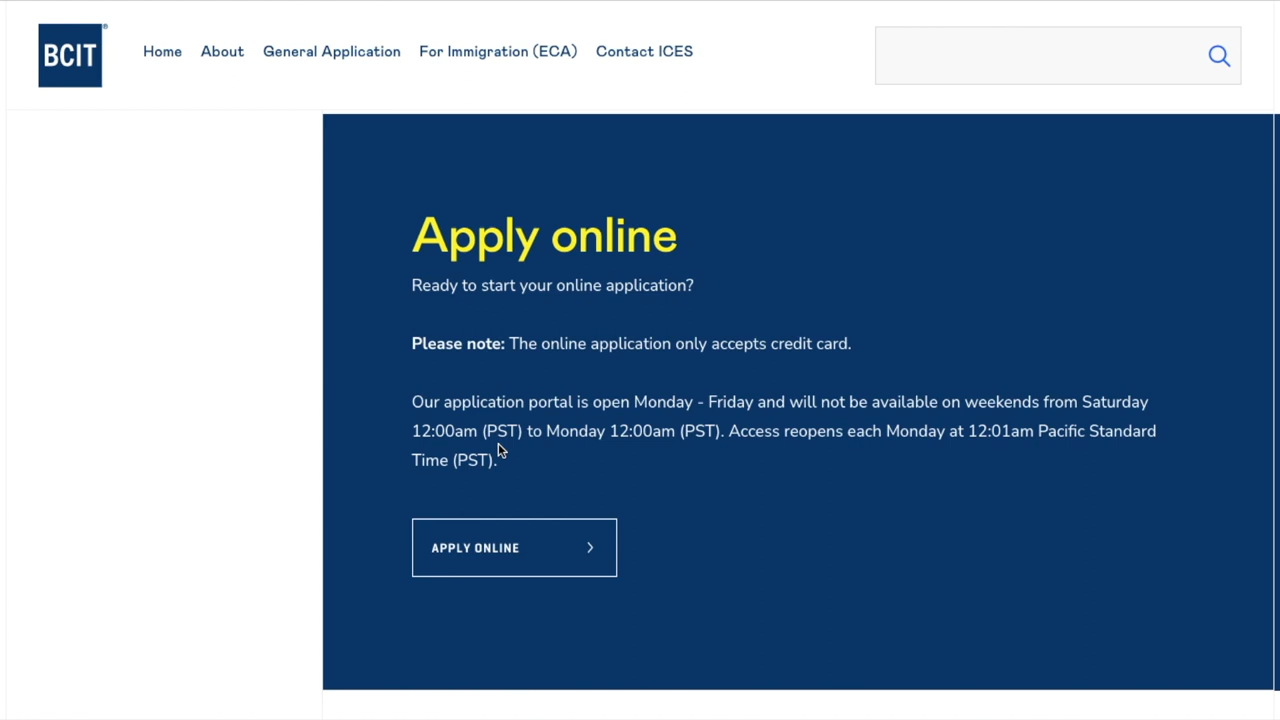 BCIT®
Home About General Application For Immigration (ECA) Contact ICES
Apply online
Ready to start your online application?
Please note: The online application only accepts credit card.
Our application portal is open Monday - Friday and will not be available on weekends from Saturday
12:00am (PST) to Monday 12:00am (PST). Access reopens each Monday at 12:01am Pacific Standard
Time (PST).
APPLY ONLINE